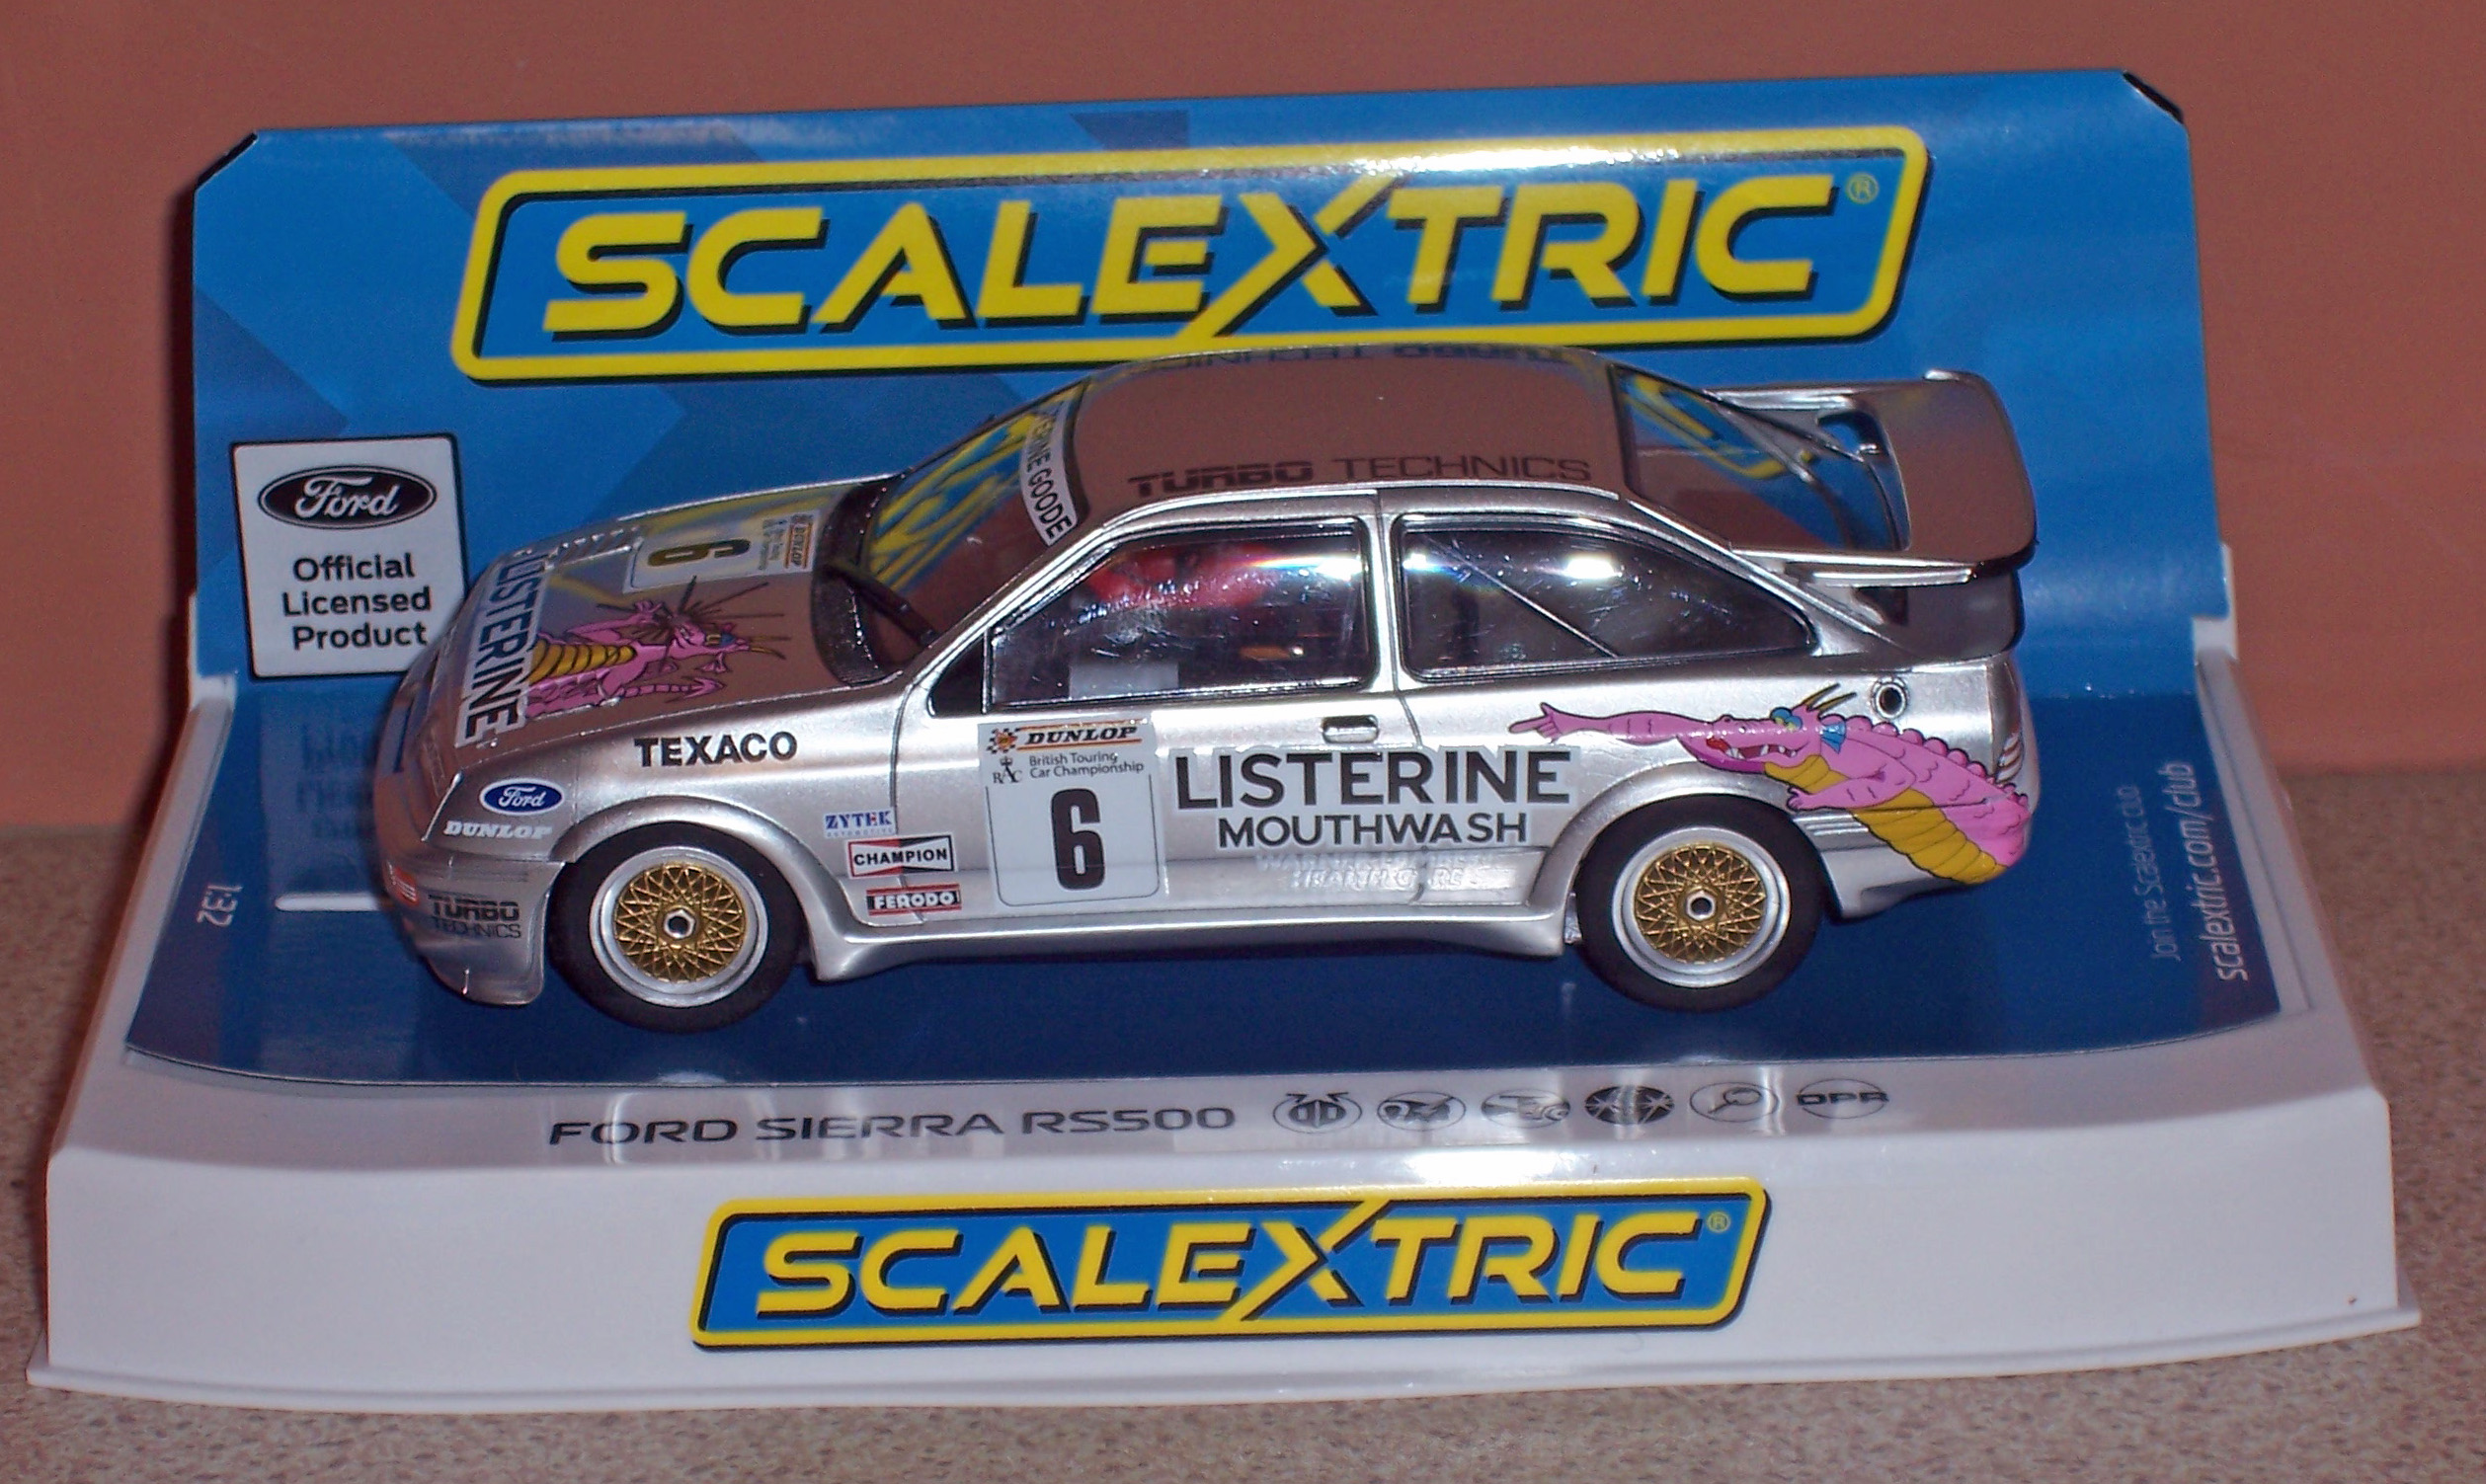 SCALEXTRIC®
Ford
Official
Licensed
Product
TURBO TECHNICS
GOODE
6
DUNLOP
LISTERINE
TEXACO
Ford
DUNLOP
TURBO
TECHNICS
ZYTEK
AUTOMOTIVE
CHAMPION
FERODO
DUNLOP
RAC
British Touring
Car Championship
6
LISTERINE
MOUTHWASH
1:32
Join the Scalextric club
scalextric.com/club
FORD SIERRA RS500
DPR
SCALEXTRIC®